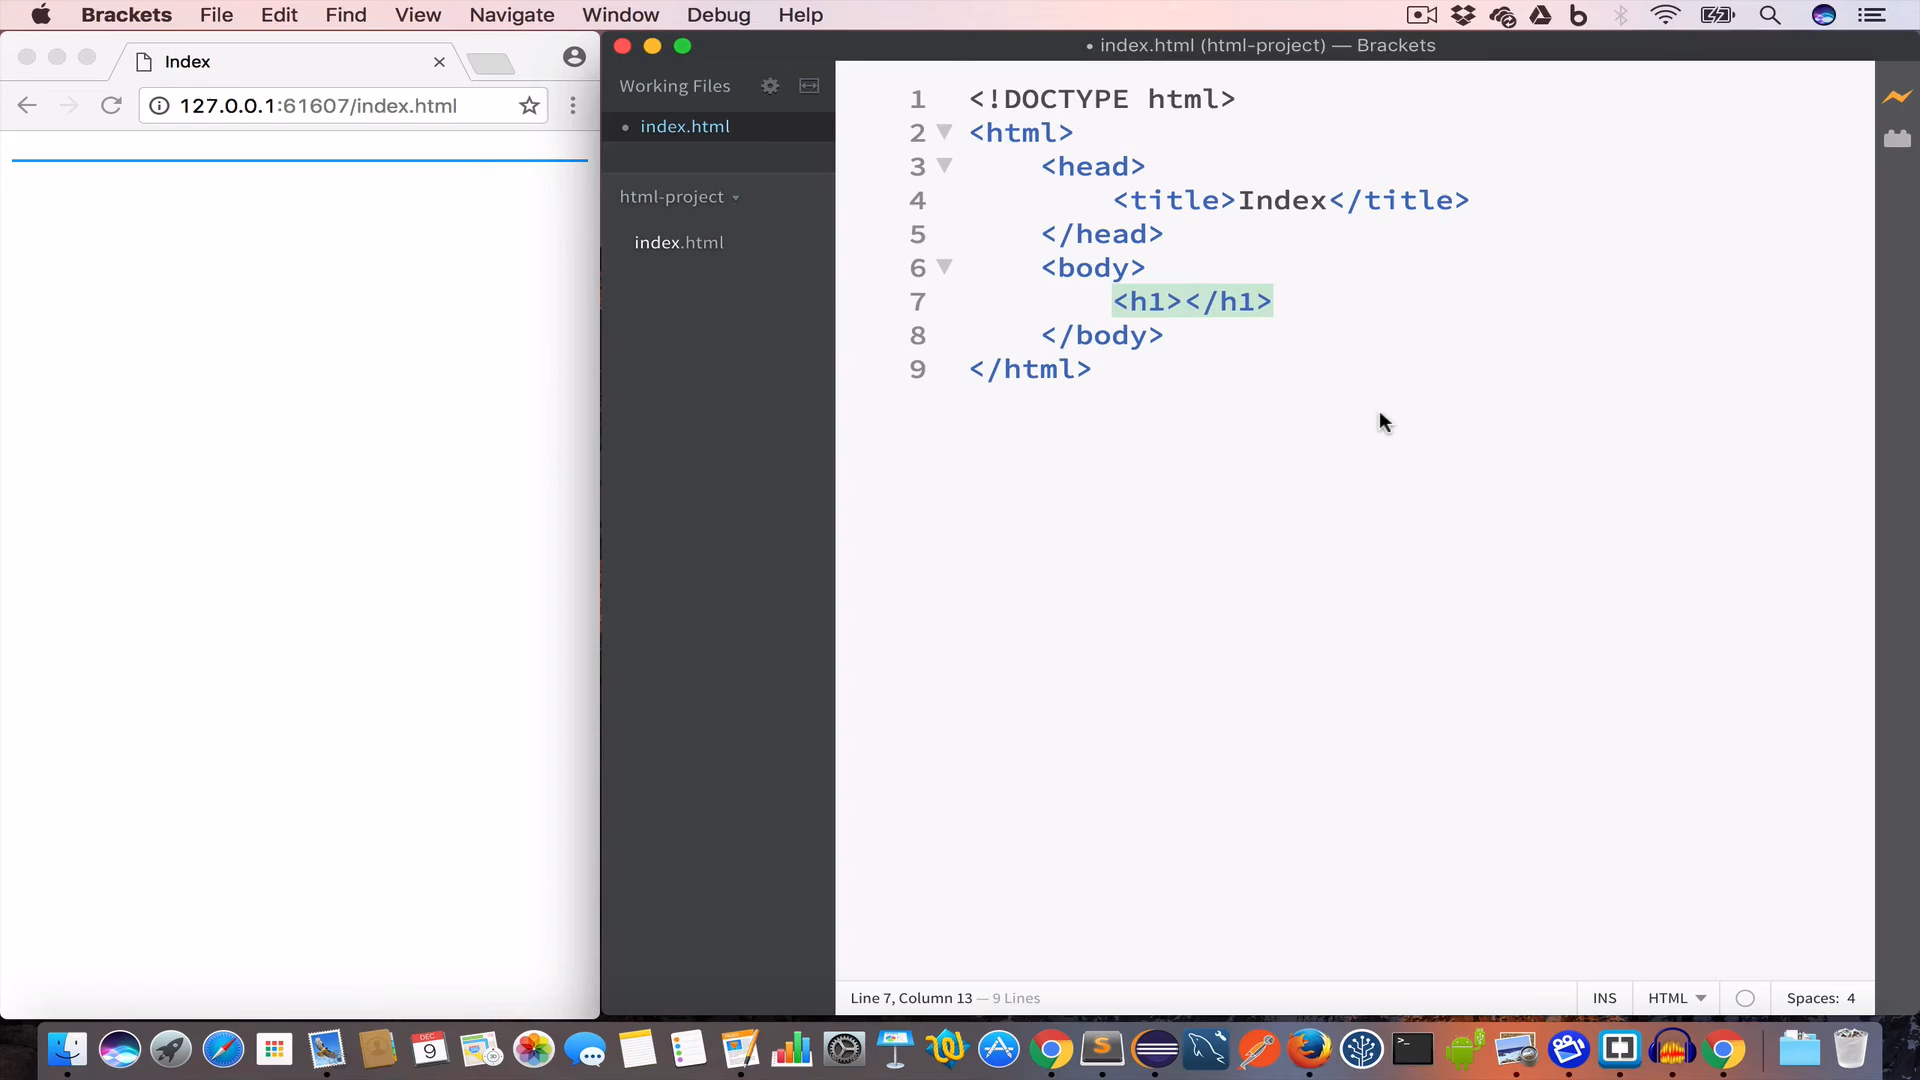 Brackets File Edit Find View Navigate Window Debug Help
Index
127.0.0.1:61607/index.html
• index.html (html-project) — Brackets
Working Files
• index.html
html-project
index.html
1 <!DOCTYPE html>
2 <html>
3 <head>
4 <title>Index</title>
5 </head>
6 <body>
7 <h1></h1>
8 </body>
9 </html>
Line 7, Column 13 — 9 Lines
INS HTML Spaces: 4
DEC
9